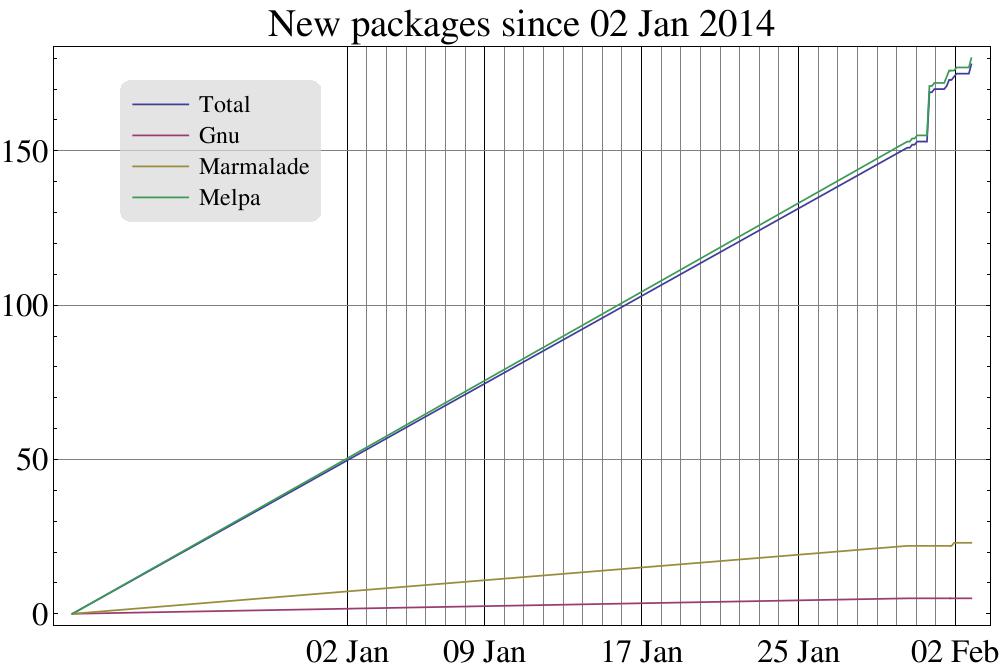 New packages since 02 Jan 2014
Total
Gnu
Marmalade
Melpa
150
100
50
0
02 Jan
09 Jan
17 Jan
25 Jan
02 Feb